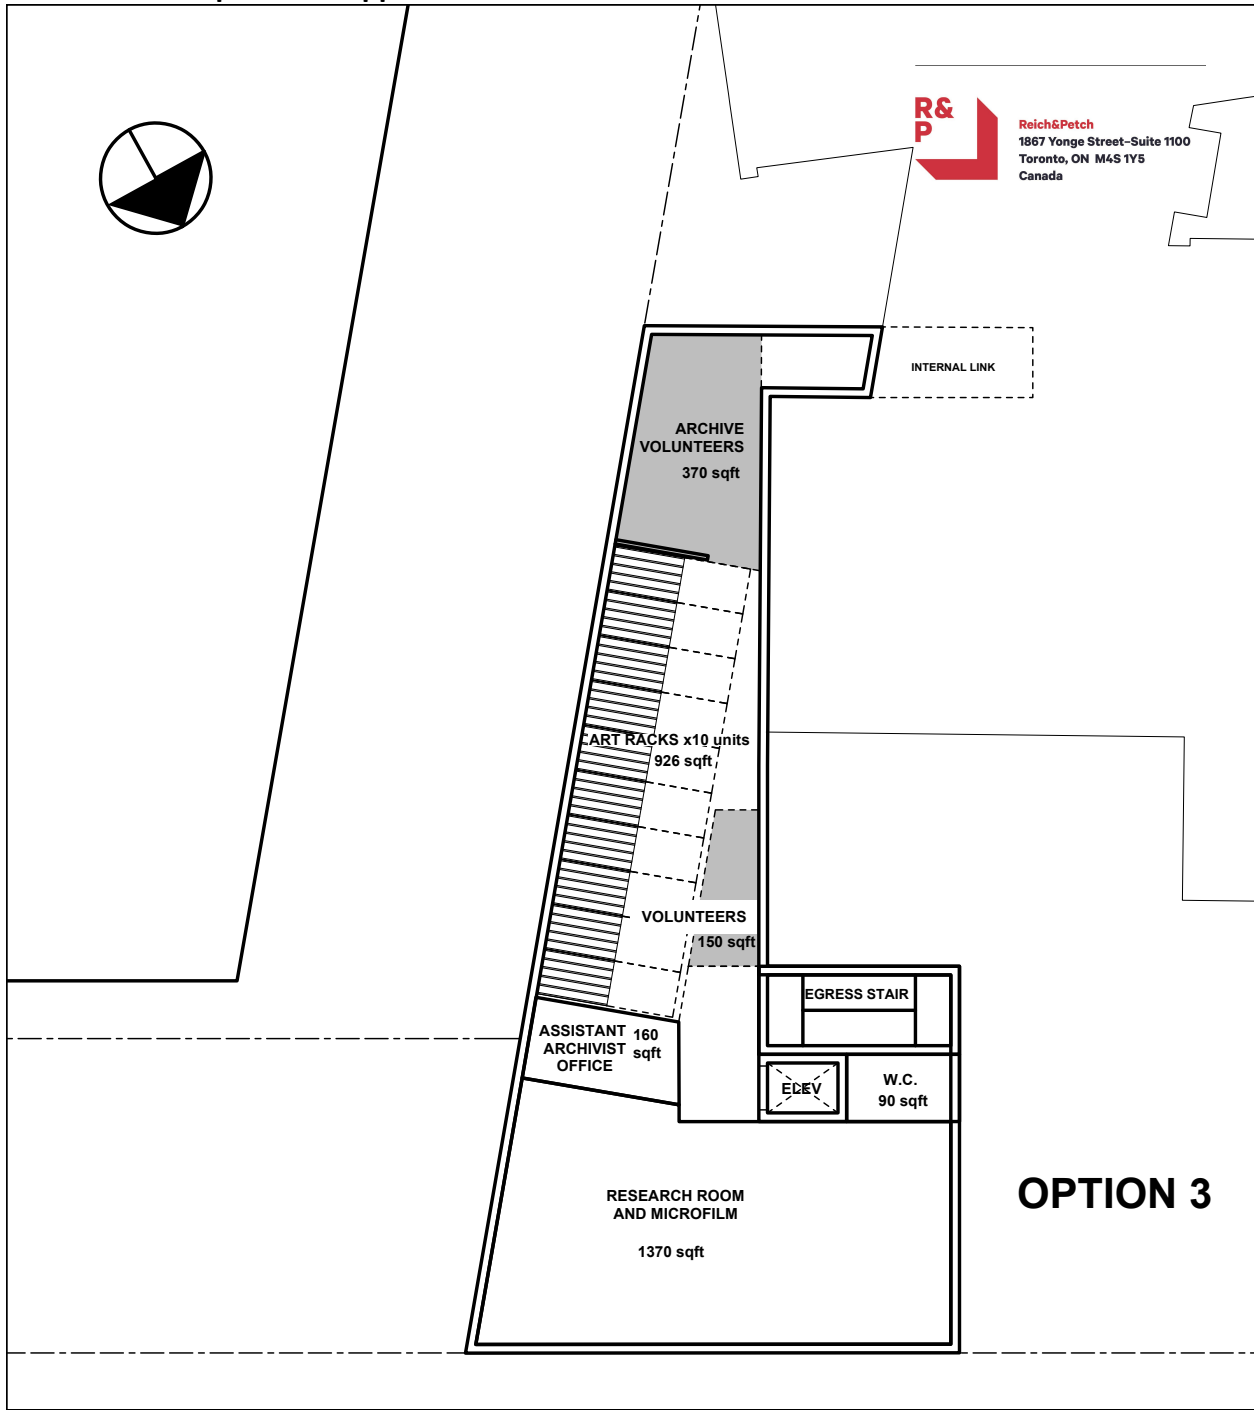 R&
P
Reich&Petch
1867 Yonge Street–Suite 1100
Toronto, ON M4S 1Y5
Canada
INTERNAL LINK
ARCHIVE
VOLUNTEERS
370 sqft
ART RACKS x10 units
926 sqft
VOLUNTEERS
150 sqft
EGRESS STAIR
ASSISTANT
ARCHIVIST
OFFICE
160
sqft
ELEV
W.C.
90 sqft
RESEARCH ROOM
AND MICROFILM
1370 sqft
OPTION 3